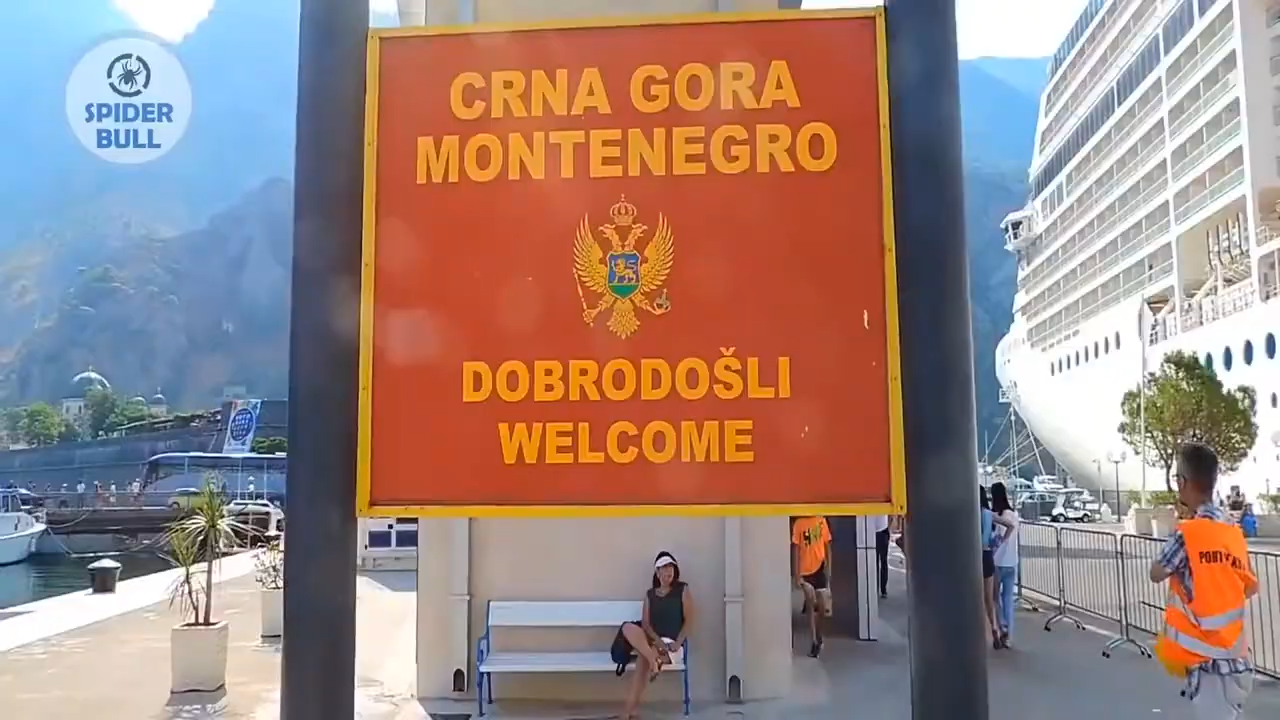 SPIDER
BULL
CRNA GORA
MONTENEGRO
DOBRODOŠLI
WELCOME